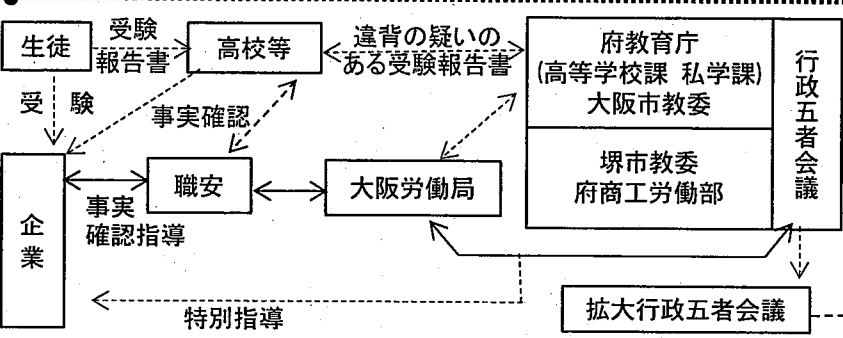 生徒
受験
報告書
高校等
違背の疑いの
ある受験報告書
府教育庁
(高等学校課 私学課)
大阪市教委
行政五者会議
受験
事実確認
堺市教委
府商工労働部
企業
事実
確認指導
職安
大阪労働局
特別指導
拡大行政五者会議